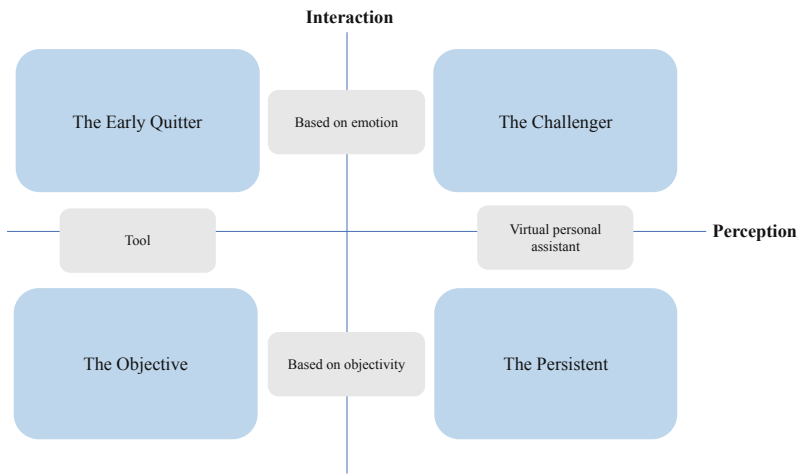 Interaction
The Early Quitter
Based on emotion
The Challenger
Tool
Virtual personal
assistant
Perception
The Objective
Based on objectivity
The Persistent